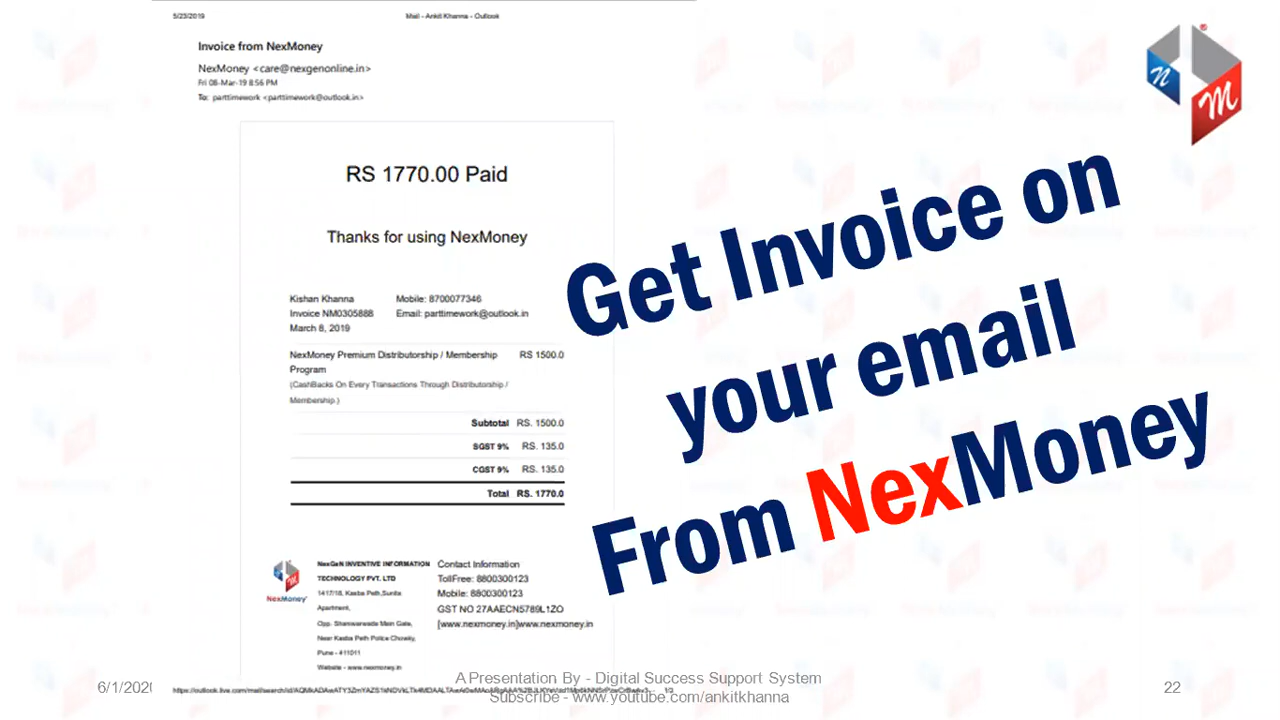 5/23/2019
Mail - Ankit Khanna - Outlook
Invoice from NexMoney
NexMoney <care@nexgenonline.in>
Fri 08-Mar-19 8:56 PM
To: parttimework <parttimework@outlook.in>
RS 1770.00 Paid
Thanks for using NexMoney
Kishan Khanna Mobile: 8700077346
Invoice NM0305888 Email: parttimework@outlook.in
March 8, 2019
NexMoney Premium Distributorship / Membership RS 1500.0
Program
(CashBacks On Every Transactions Through Distributorship /
Membership.)
Subtotal RS. 1500.0
SGST 9% RS. 135.0
CGST 9% RS. 135.0
Total RS. 1770.0
NexMoney
NexGeN INVENTIVE INFORMATION
TECHNOLOGY PVT. LTD
1417/18, Kasba Peth,Sunita
Apartment,
Opp. Shaniwarwada Main Gate,
Near Kasba Peth Police Chowky,
Pune - 411011
Website - www.nexmoney.in
Contact Information
TollFree: 8800300123
Mobile: 8800300123
GST NO 27AAECN5789L1ZO
[www.nexmoney.in]www.nexmoney.in
Get Invoice on
your email
From NexMoney
n m
6/1/2020
A Presentation By - Digital Success Support System
Subscribe - www.youtube.com/ankitkhanna
1/2
22